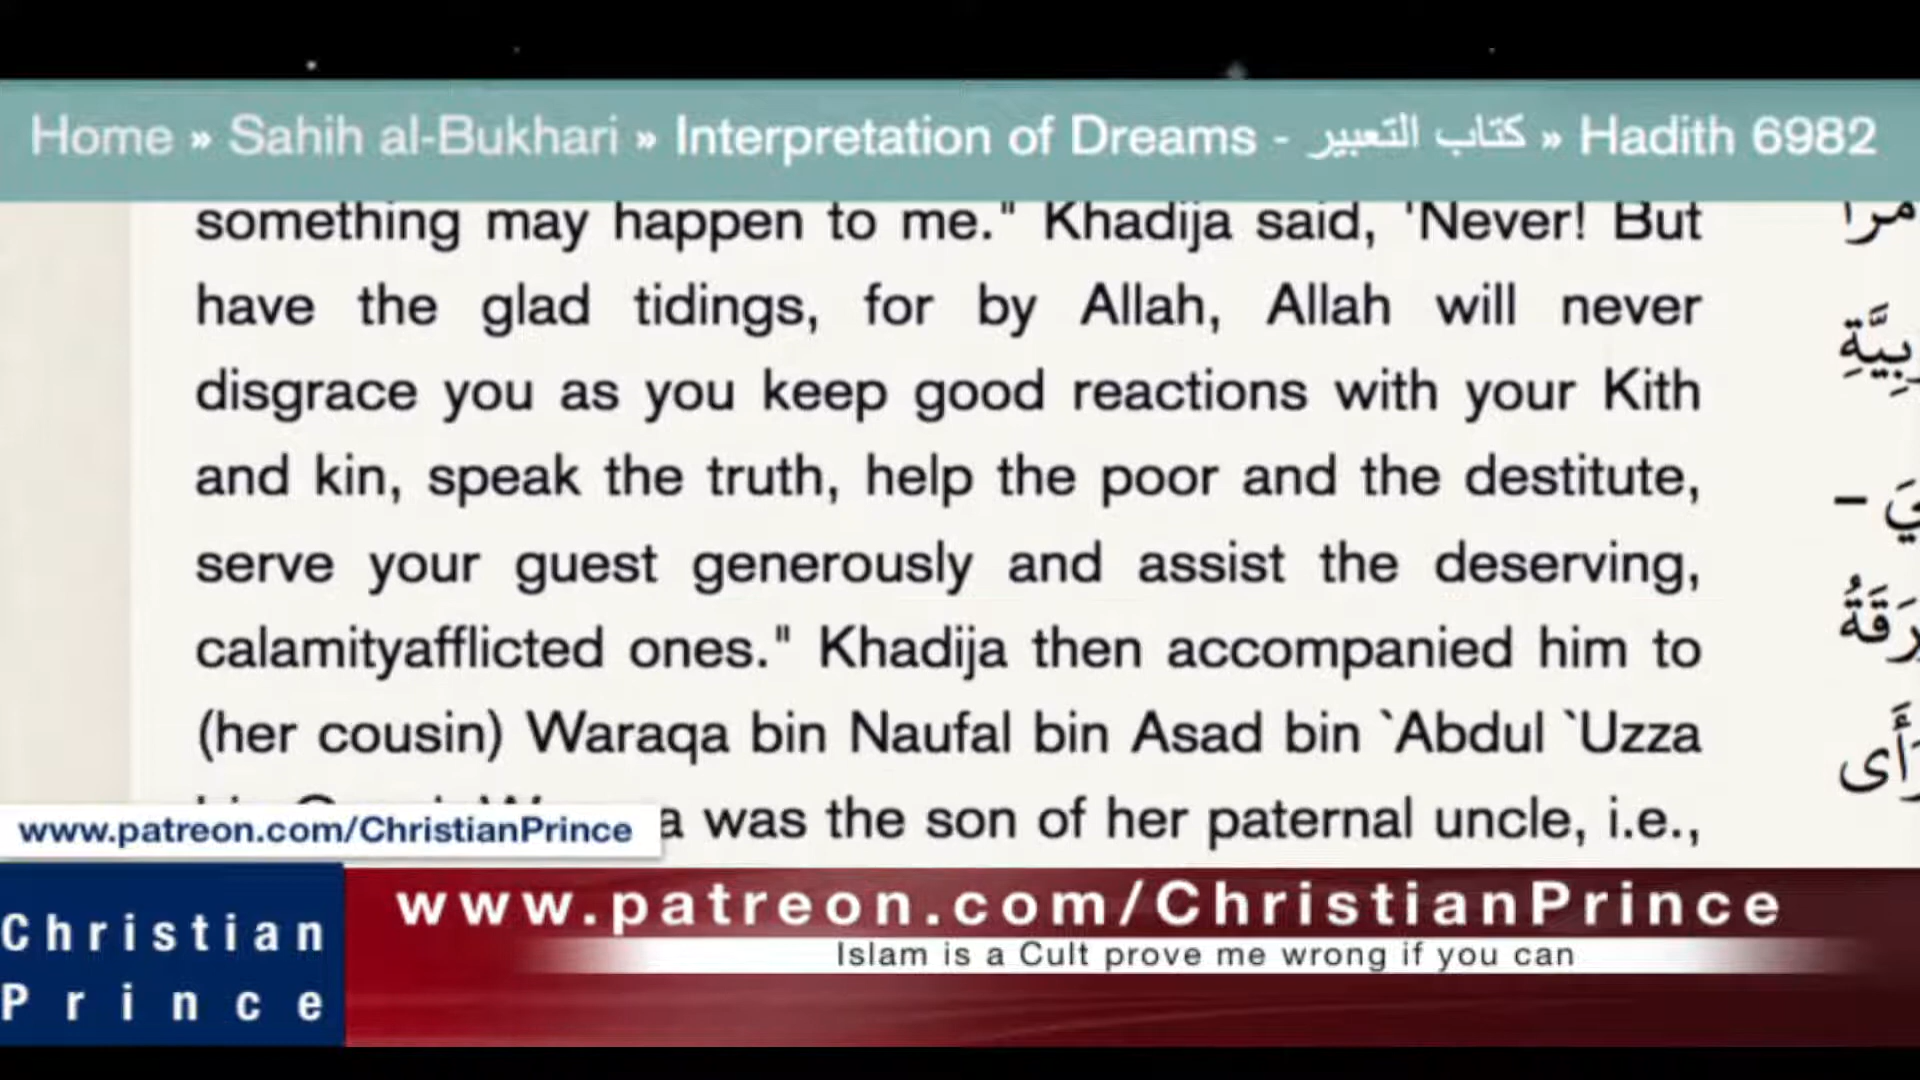 Home » Sahih al-Bukhari » Interpretation of Dreams - كتاب التعبير » Hadith 6982
something may happen to me." Khadija said, 'Never! But
have the glad tidings, for by Allah, Allah will never
disgrace you as you keep good reactions with your Kith
and kin, speak the truth, help the poor and the destitute,
serve your guest generously and assist the deserving,
calamityafflicted ones." Khadija then accompanied him to
(her cousin) Waraqa bin Naufal bin Asad bin `Abdul `Uzza
was the son of her paternal uncle, i.e.,
www.patreon.com/ChristianPrince
www.patreon.com/ChristianPrince
Islam is a Cult prove me wrong if you can
Christian
Prince